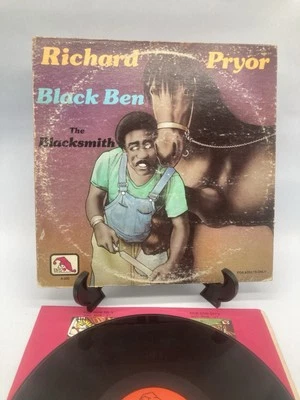 Richard Pryor
Black Ben
The
Blacksmith